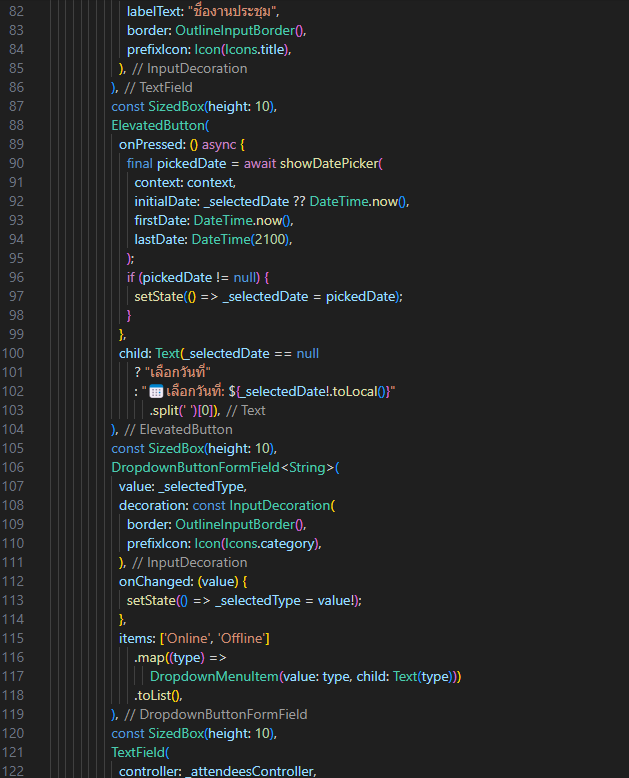 82 labelText: "ชื่องานประชุม",
83 border: OutlineInputBorder(),
84 prefixIcon: Icon(Icons.title),
85 ), // InputDecoration
86 ), // TextField
87 const SizedBox(height: 10),
88 ElevatedButton(
89 onPressed: () async {
90 final pickedDate = await showDatePicker(
91 context: context,
92 initialDate: _selectedDate ?? DateTime.now(),
93 firstDate: DateTime.now(),
94 lastDate: DateTime(2100),
95 );
96 if (pickedDate != null) {
97 setState(() => _selectedDate = pickedDate);
98 }
99 },
100 child: Text(_selectedDate == null
101 ? "เลือกวันที่"
102 : "📅 เลือกวันที่: ${_selectedDate!.toLocal()}"
103 .split(' ')[0]), // Text
104 ), // ElevatedButton
105 const SizedBox(height: 10),
106 DropdownButtonFormField<String>(
107 value: _selectedType,
108 decoration: const InputDecoration(
109 border: OutlineInputBorder(),
110 prefixIcon: Icon(Icons.category),
111 ), // InputDecoration
112 onChanged: (value) {
113 setState(() => _selectedType = value!);
114 },
115 items: ['Online', 'Offline']
116 .map((type) =>
117 DropdownMenuItem(value: type, child: Text(type)))
118 .toList(),
119 ), // DropdownButtonFormField
120 const SizedBox(height: 10),
121 TextField(
122 controller: _attendeesController,